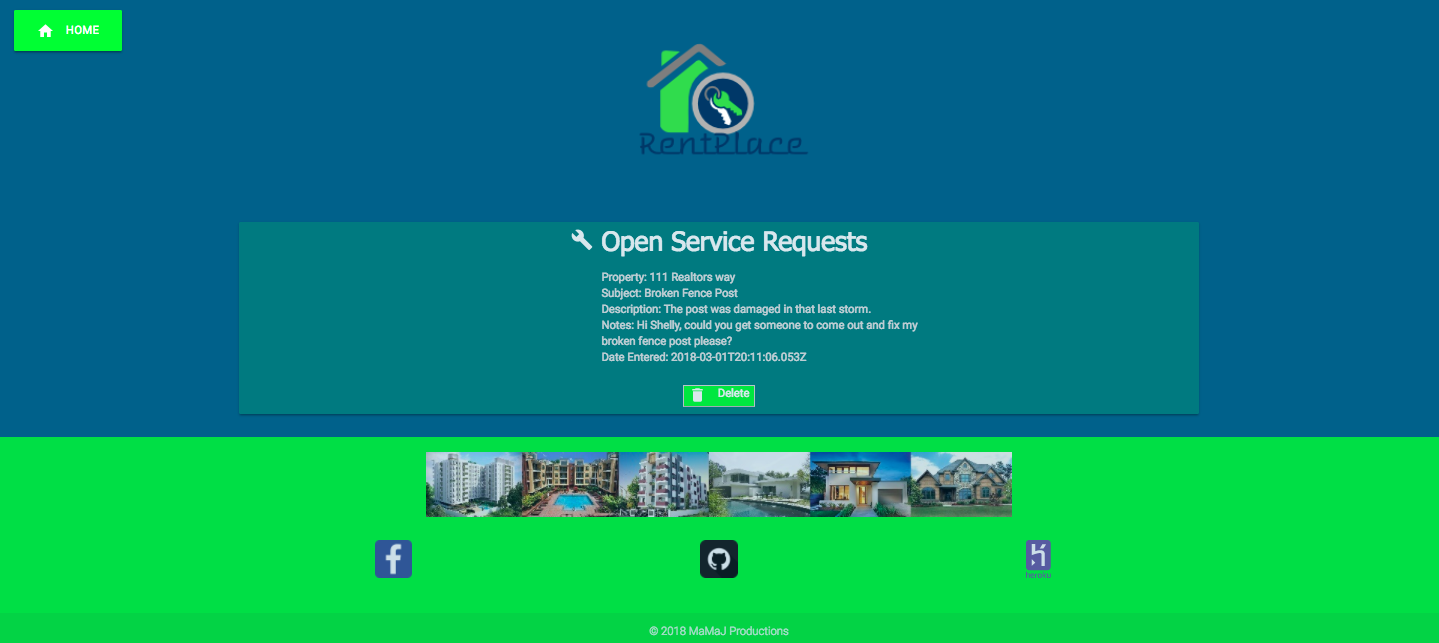 HOME
RentPlace
Open Service Requests
Property: 111 Realtors way
Subject: Broken Fence Post
Description: The post was damaged in that last storm.
Notes: Hi Shelly, could you get someone to come out and fix my
broken fence post please?
Date Entered: 2018-03-01T20:11:06.053Z
Delete
heroku
© 2018 MaMaJ Productions